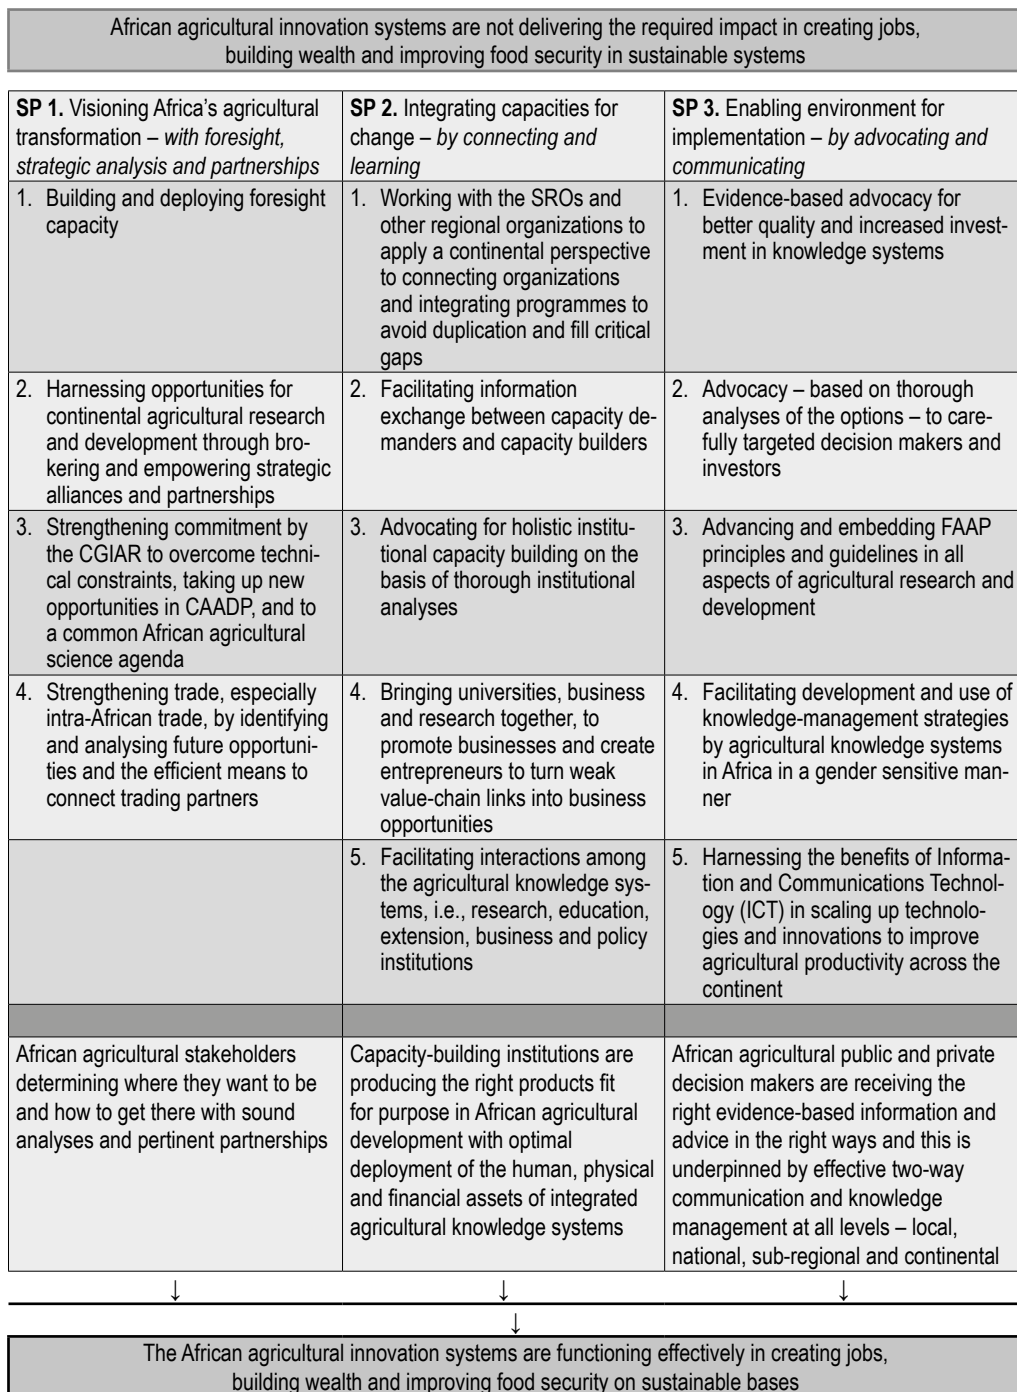 African agricultural innovation systems are not delivering the required impact in creating jobs,
building wealth and improving food security in sustainable systems
SP 1. Visioning Africa’s agricultural
transformation – with foresight,
strategic analysis and partnerships
SP 2. Integrating capacities for
change – by connecting and
learning
SP 3. Enabling environment for
implementation – by advocating and
communicating
1. Building and deploying foresight
capacity
1. Working with the SROs and
other regional organizations to
apply a continental perspective
to connecting organizations
and integrating programmes to
avoid duplication and fill critical
gaps
1. Evidence-based advocacy for
better quality and increased invest-
ment in knowledge systems
2. Harnessing opportunities for
continental agricultural research
and development through bro-
kering and empowering strategic
alliances and partnerships
2. Facilitating information
exchange between capacity de-
manders and capacity builders
2. Advocacy – based on thorough
analyses of the options – to care-
fully targeted decision makers and
investors
3. Strengthening commitment by
the CGIAR to overcome techni-
cal constraints, taking up new
opportunities in CAADP, and to
a common African agricultural
science agenda
3. Advocating for holistic institu-
tional capacity building on the
basis of thorough institutional
analyses
3. Advancing and embedding FAAP
principles and guidelines in all
aspects of agricultural research and
development
4. Strengthening trade, especially
intra-African trade, by identifying
and analysing future opportuni-
ties and the efficient means to
connect trading partners
4. Bringing universities, business
and research together, to
promote businesses and create
entrepreneurs to turn weak
value-chain links into business
opportunities
4. Facilitating development and use of
knowledge-management strategies
by agricultural knowledge systems
in Africa in a gender sensitive man-
ner
5. Facilitating interactions among
the agricultural knowledge sys-
tems, i.e., research, education,
extension, business and policy
institutions
5. Harnessing the benefits of Informa-
tion and Communications Technol-
ogy (ICT) in scaling up technolo-
gies and innovations to improve
agricultural productivity across the
continent
African agricultural stakeholders
determining where they want to be
and how to get there with sound
analyses and pertinent partnerships
Capacity-building institutions are
producing the right products fit
for purpose in African agricultural
development with optimal
deployment of the human, physical
and financial assets of integrated
agricultural knowledge systems
African agricultural public and private
decision makers are receiving the
right evidence-based information and
advice in the right ways and this is
underpinned by effective two-way
communication and knowledge
management at all levels – local,
national, sub-regional and continental
↓ ↓ ↓
↓
The African agricultural innovation systems are functioning effectively in creating jobs,
building wealth and improving food security on sustainable bases